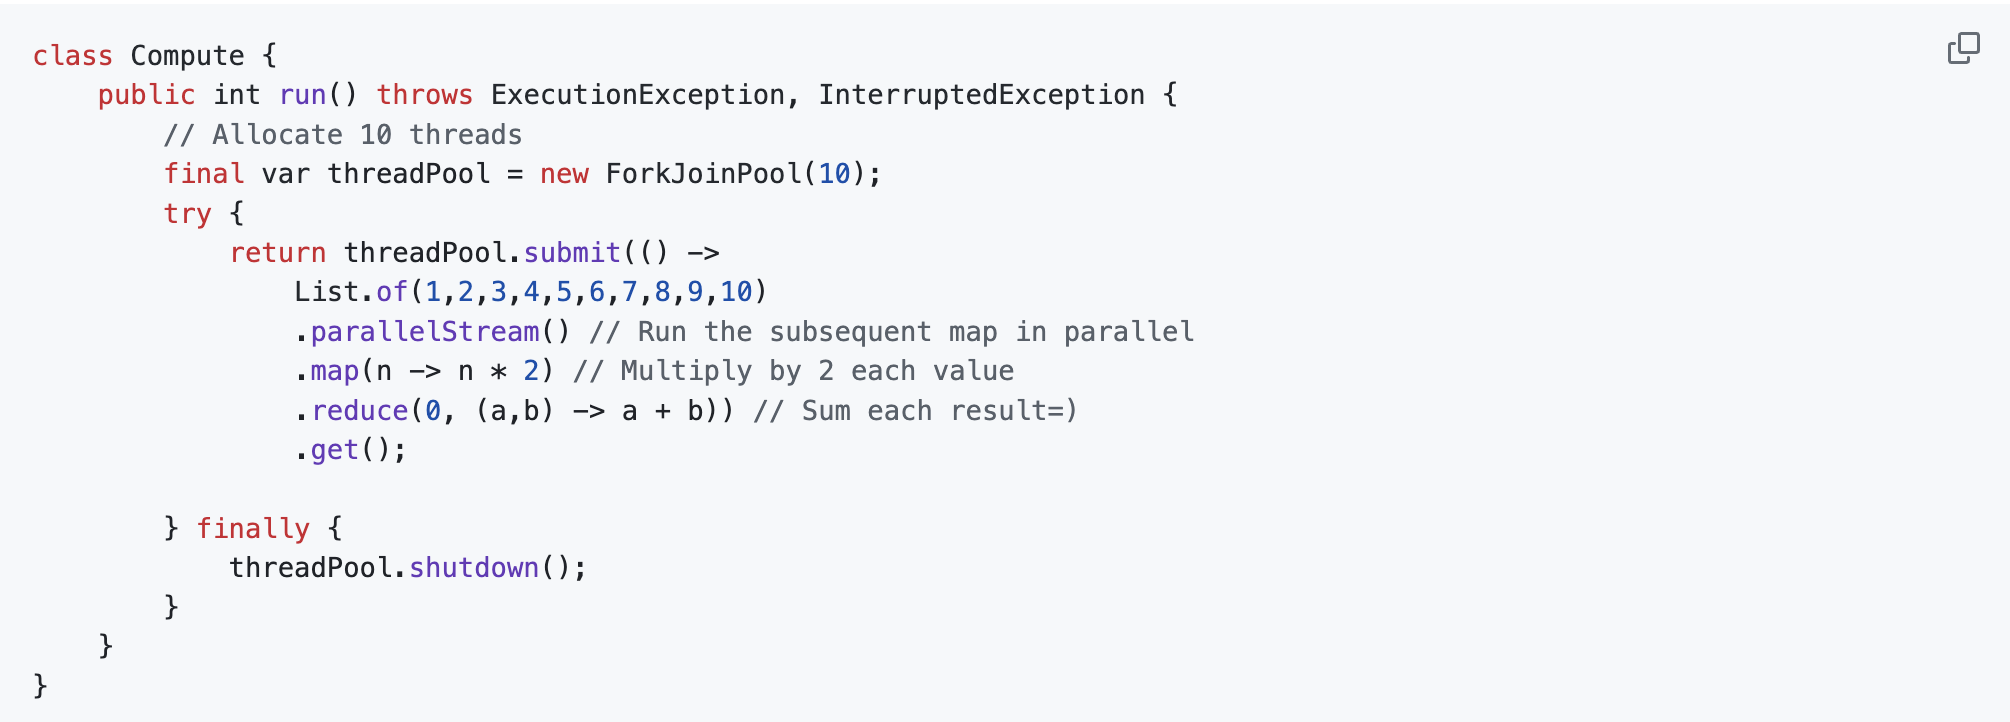 class Compute {
    public int run() throws ExecutionException, InterruptedException {
        // Allocate 10 threads
        final var threadPool = new ForkJoinPool(10);
        try {
            return threadPool.submit(() ->
                List.of(1,2,3,4,5,6,7,8,9,10)
                .parallelStream() // Run the subsequent map in parallel
                .map(n -> n * 2) // Multiply by 2 each value
                .reduce(0, (a,b) -> a + b)) // Sum each result=)
                .get();

        } finally {
            threadPool.shutdown();
        }
    }
}